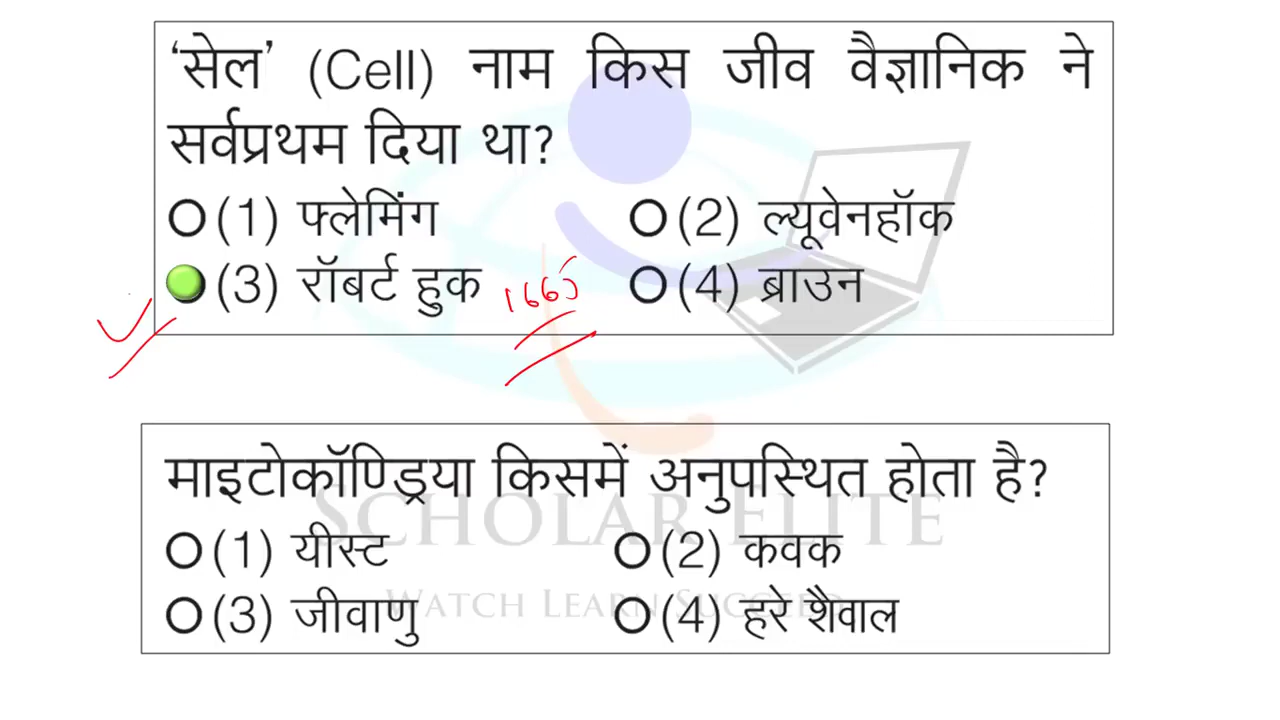 ‘सेल’ (Cell) नाम किस जीव वैज्ञानिक ने
सर्वप्रथम दिया था?
(1) फ्लेमिंग (2) ल्यूवेनहॉक
(3) रॉबर्ट हुक 1665 (4) ब्राउन
माइटोकॉण्ड्रिया किसमें अनुपस्थित होता है?
SCHOLAR ELITE
(1) यीस्ट (2) कवक
WATCH LEARN SUCCEED
(3) जीवाणु (4) हरे शैवाल